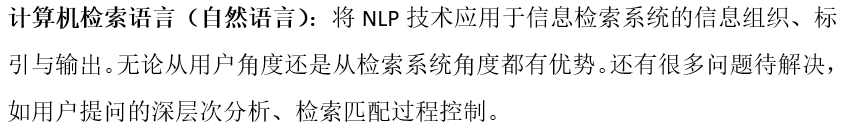 计算机检索语言（自然语言）：将 NLP 技术应用于信息检索系统的信息组织、标
引与输出。无论从用户角度还是从检索系统角度都有优势。还有很多问题待解决，
如用户提问的深层次分析、检索匹配过程控制。